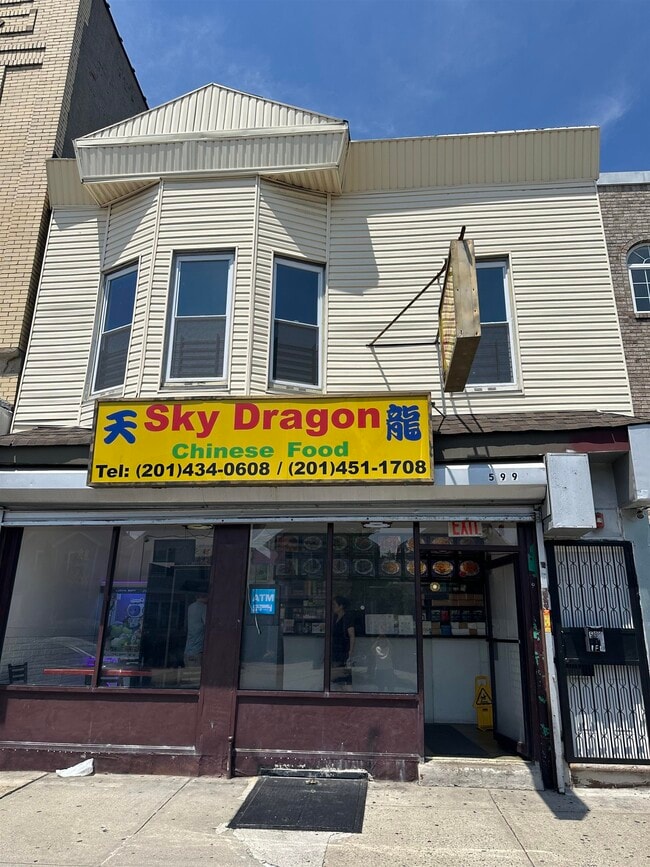 天 Sky Dragon 龍
Chinese Food
Tel: (201)434-0608 / (201)451-1708
599
EXIT
ATM